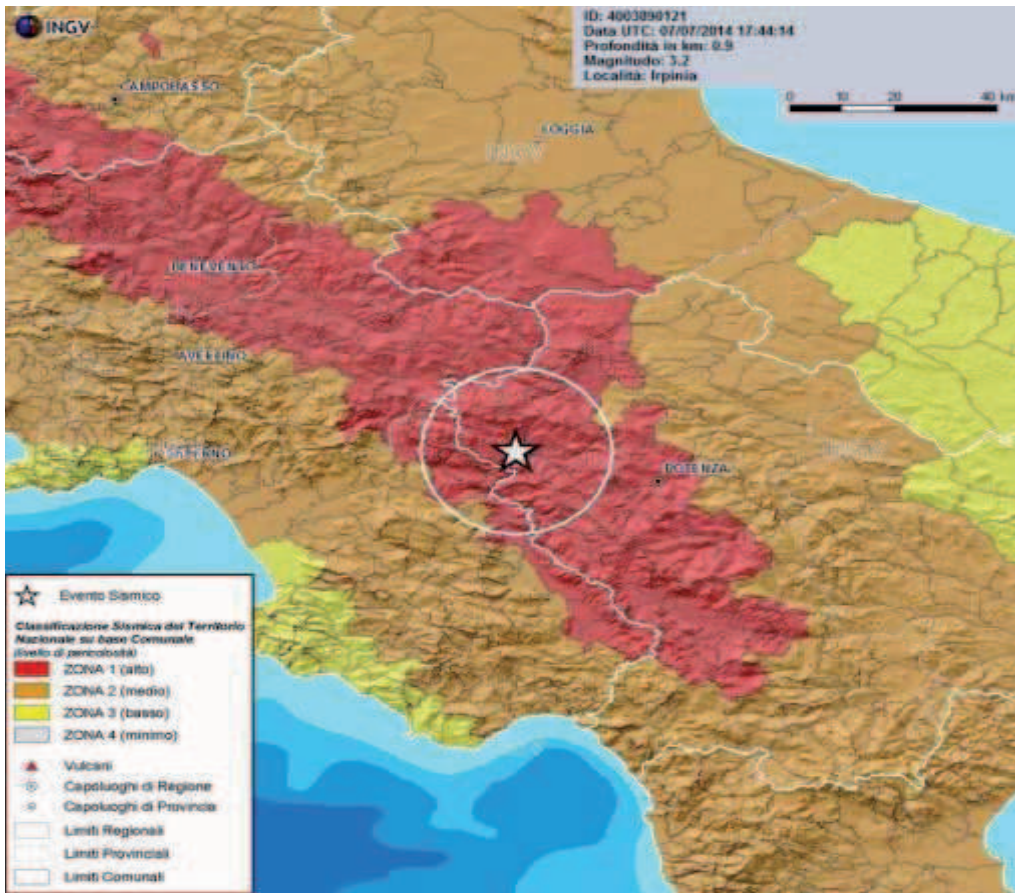 INGV
ID: 4003890121
Data UTC: 07/07/2014 17:44:14
Profondità in km: 0.9
Magnitudo: 3.2
Località: Irpinia
0 10 20 40 km
CAMPOBASSO
FOGGIA
INGV
BENEVENTO
AVELLINO
SALERNO
POTENZA
INGV
Evento Sismico
Classificazione Sismica del Territorio
Nazionale su base Comunale
(livello di pericolosità)
ZONA 1 (alto)
ZONA 2 (medio)
ZONA 3 (basso)
ZONA 4 (minimo)
Vulcani
Capoluoghi di Regione
Capoluoghi di Provincia
Limiti Regionali
Limiti Provinciali
Limiti Comunali